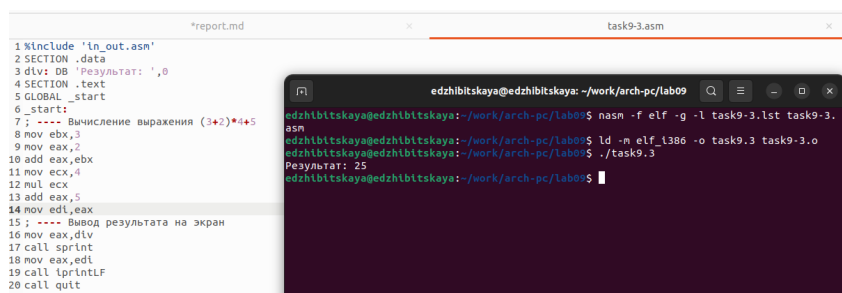 *report.md
task9-3.asm
1 %include 'in_out.asm'
2 SECTION .data
3 div: DB 'Результат: ',0
4 SECTION .text
5 GLOBAL _start
6 _start:
7 ; ---- Вычисление выражения (3+2)*4+5
8 mov ebx,3
9 mov eax,2
10 add eax,ebx
11 mov ecx,4
12 mul ecx
13 add eax,5
14 mov edi,eax
15 ; ---- Вывод результата на экран
16 mov eax,div
17 call sprint
18 mov eax,edi
19 call iprintLF
20 call quit
edzhibitskaya@edzhibitskaya: ~/work/arch-pc/lab09
edzhibitskaya@edzhibitskaya:~/work/arch-pc/lab09$ nasm -f elf -g -l task9-3.lst task9-3.
asm
edzhibitskaya@edzhibitskaya:~/work/arch-pc/lab09$ ld -m elf_i386 -o task9.3 task9-3.o
edzhibitskaya@edzhibitskaya:~/work/arch-pc/lab09$ ./task9.3
Результат: 25
edzhibitskaya@edzhibitskaya:~/work/arch-pc/lab09$